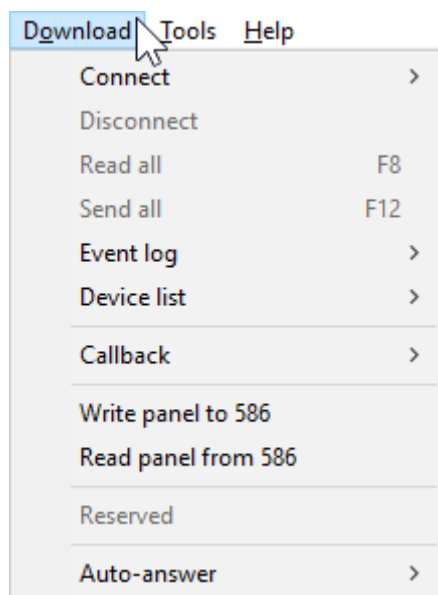 Download Tools Help
Connect
Disconnect
Read all F8
Send all F12
Event log
Device list
Callback
Write panel to 586
Read panel from 586
Reserved
Auto-answer